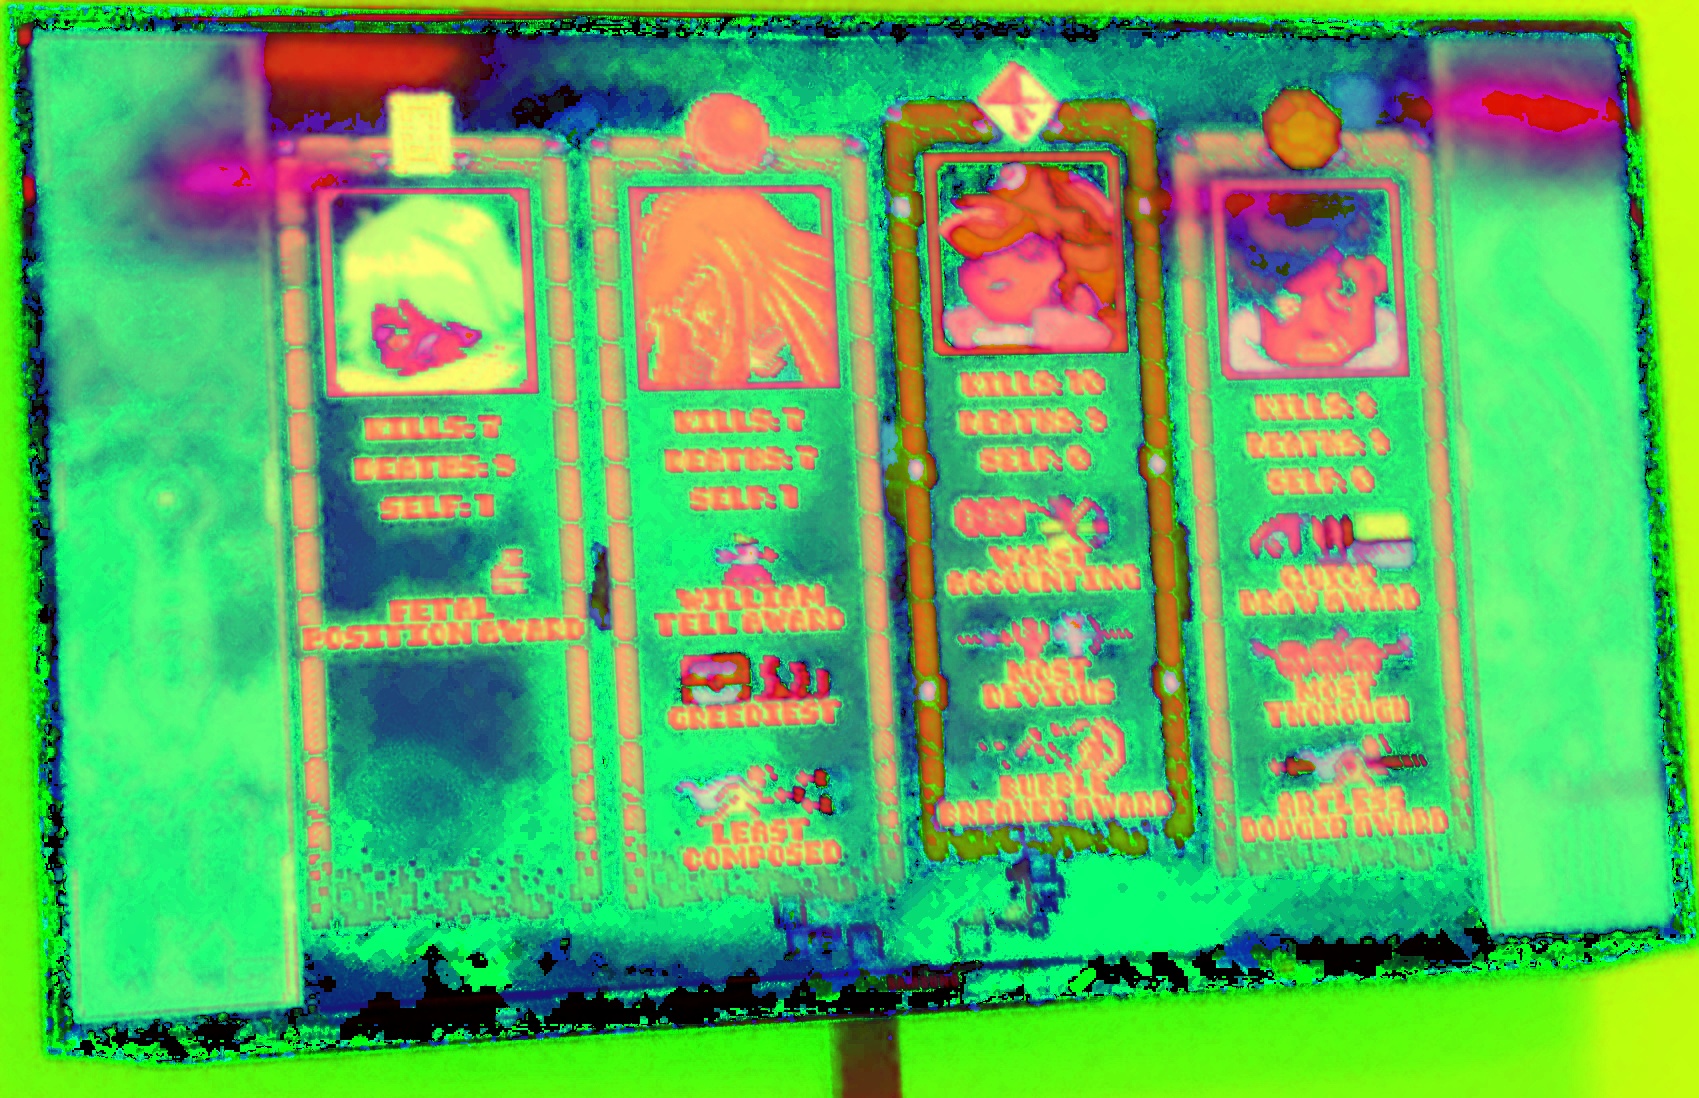 KILLS: 7
DEATHS: 5
SELF: 1
FETAL
POSITION AWARD
KILLS: 7
DEATHS: 7
SELF: 1
WILLIAM
TELL AWARD
GREEDIEST
LEAST
COMPOSED
KILLS: 10
DEATHS:
SELF: 0
WORST
ACCOUNTING
MOST
DEVIOUS
BUBBLE
BREAKER AWARD
KILLS:
DEATHS:
SELF: 0
QUICK
DRAW AWARD
MOST
THOROUGH
ARTLESS
DODGER AWARD